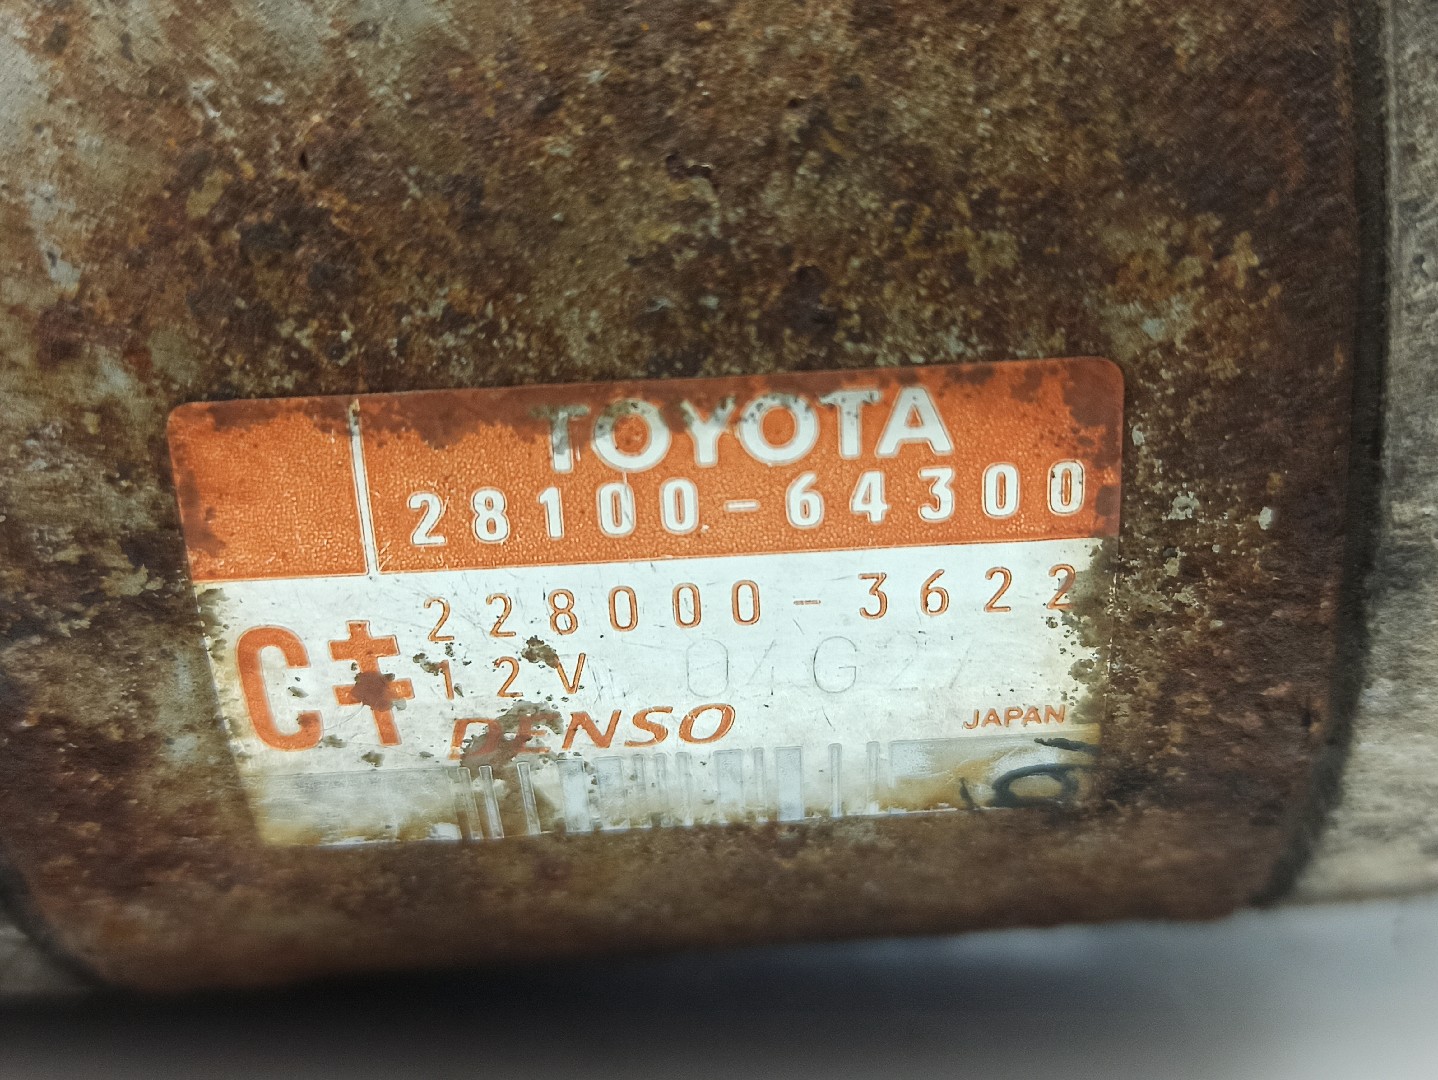 TOYOTA
28100-64300
228000-3622
12V
DENSO
JAPAN